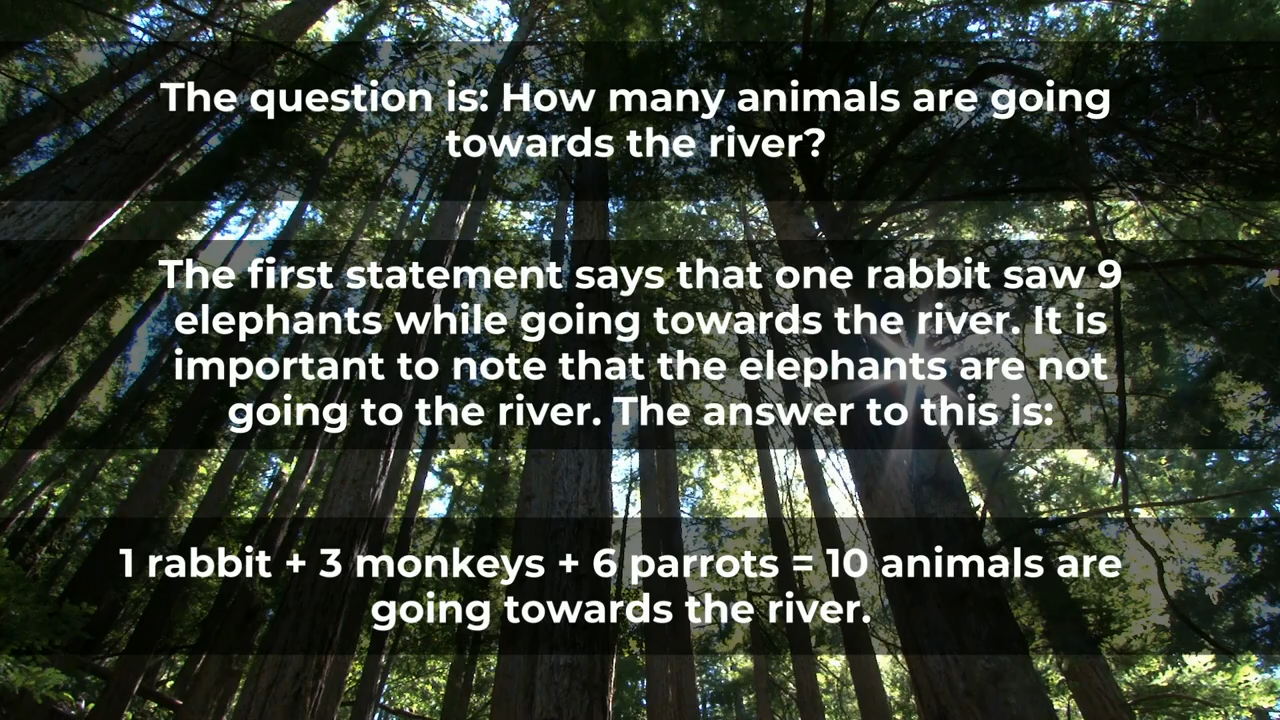 The question is: How many animals are going
towards the river?
The first statement says that one rabbit saw 9
elephants while going towards the river. It is
important to note that the elephants are not
going to the river. The answer to this is:
1 rabbit + 3 monkeys + 6 parrots = 10 animals are
going towards the river.